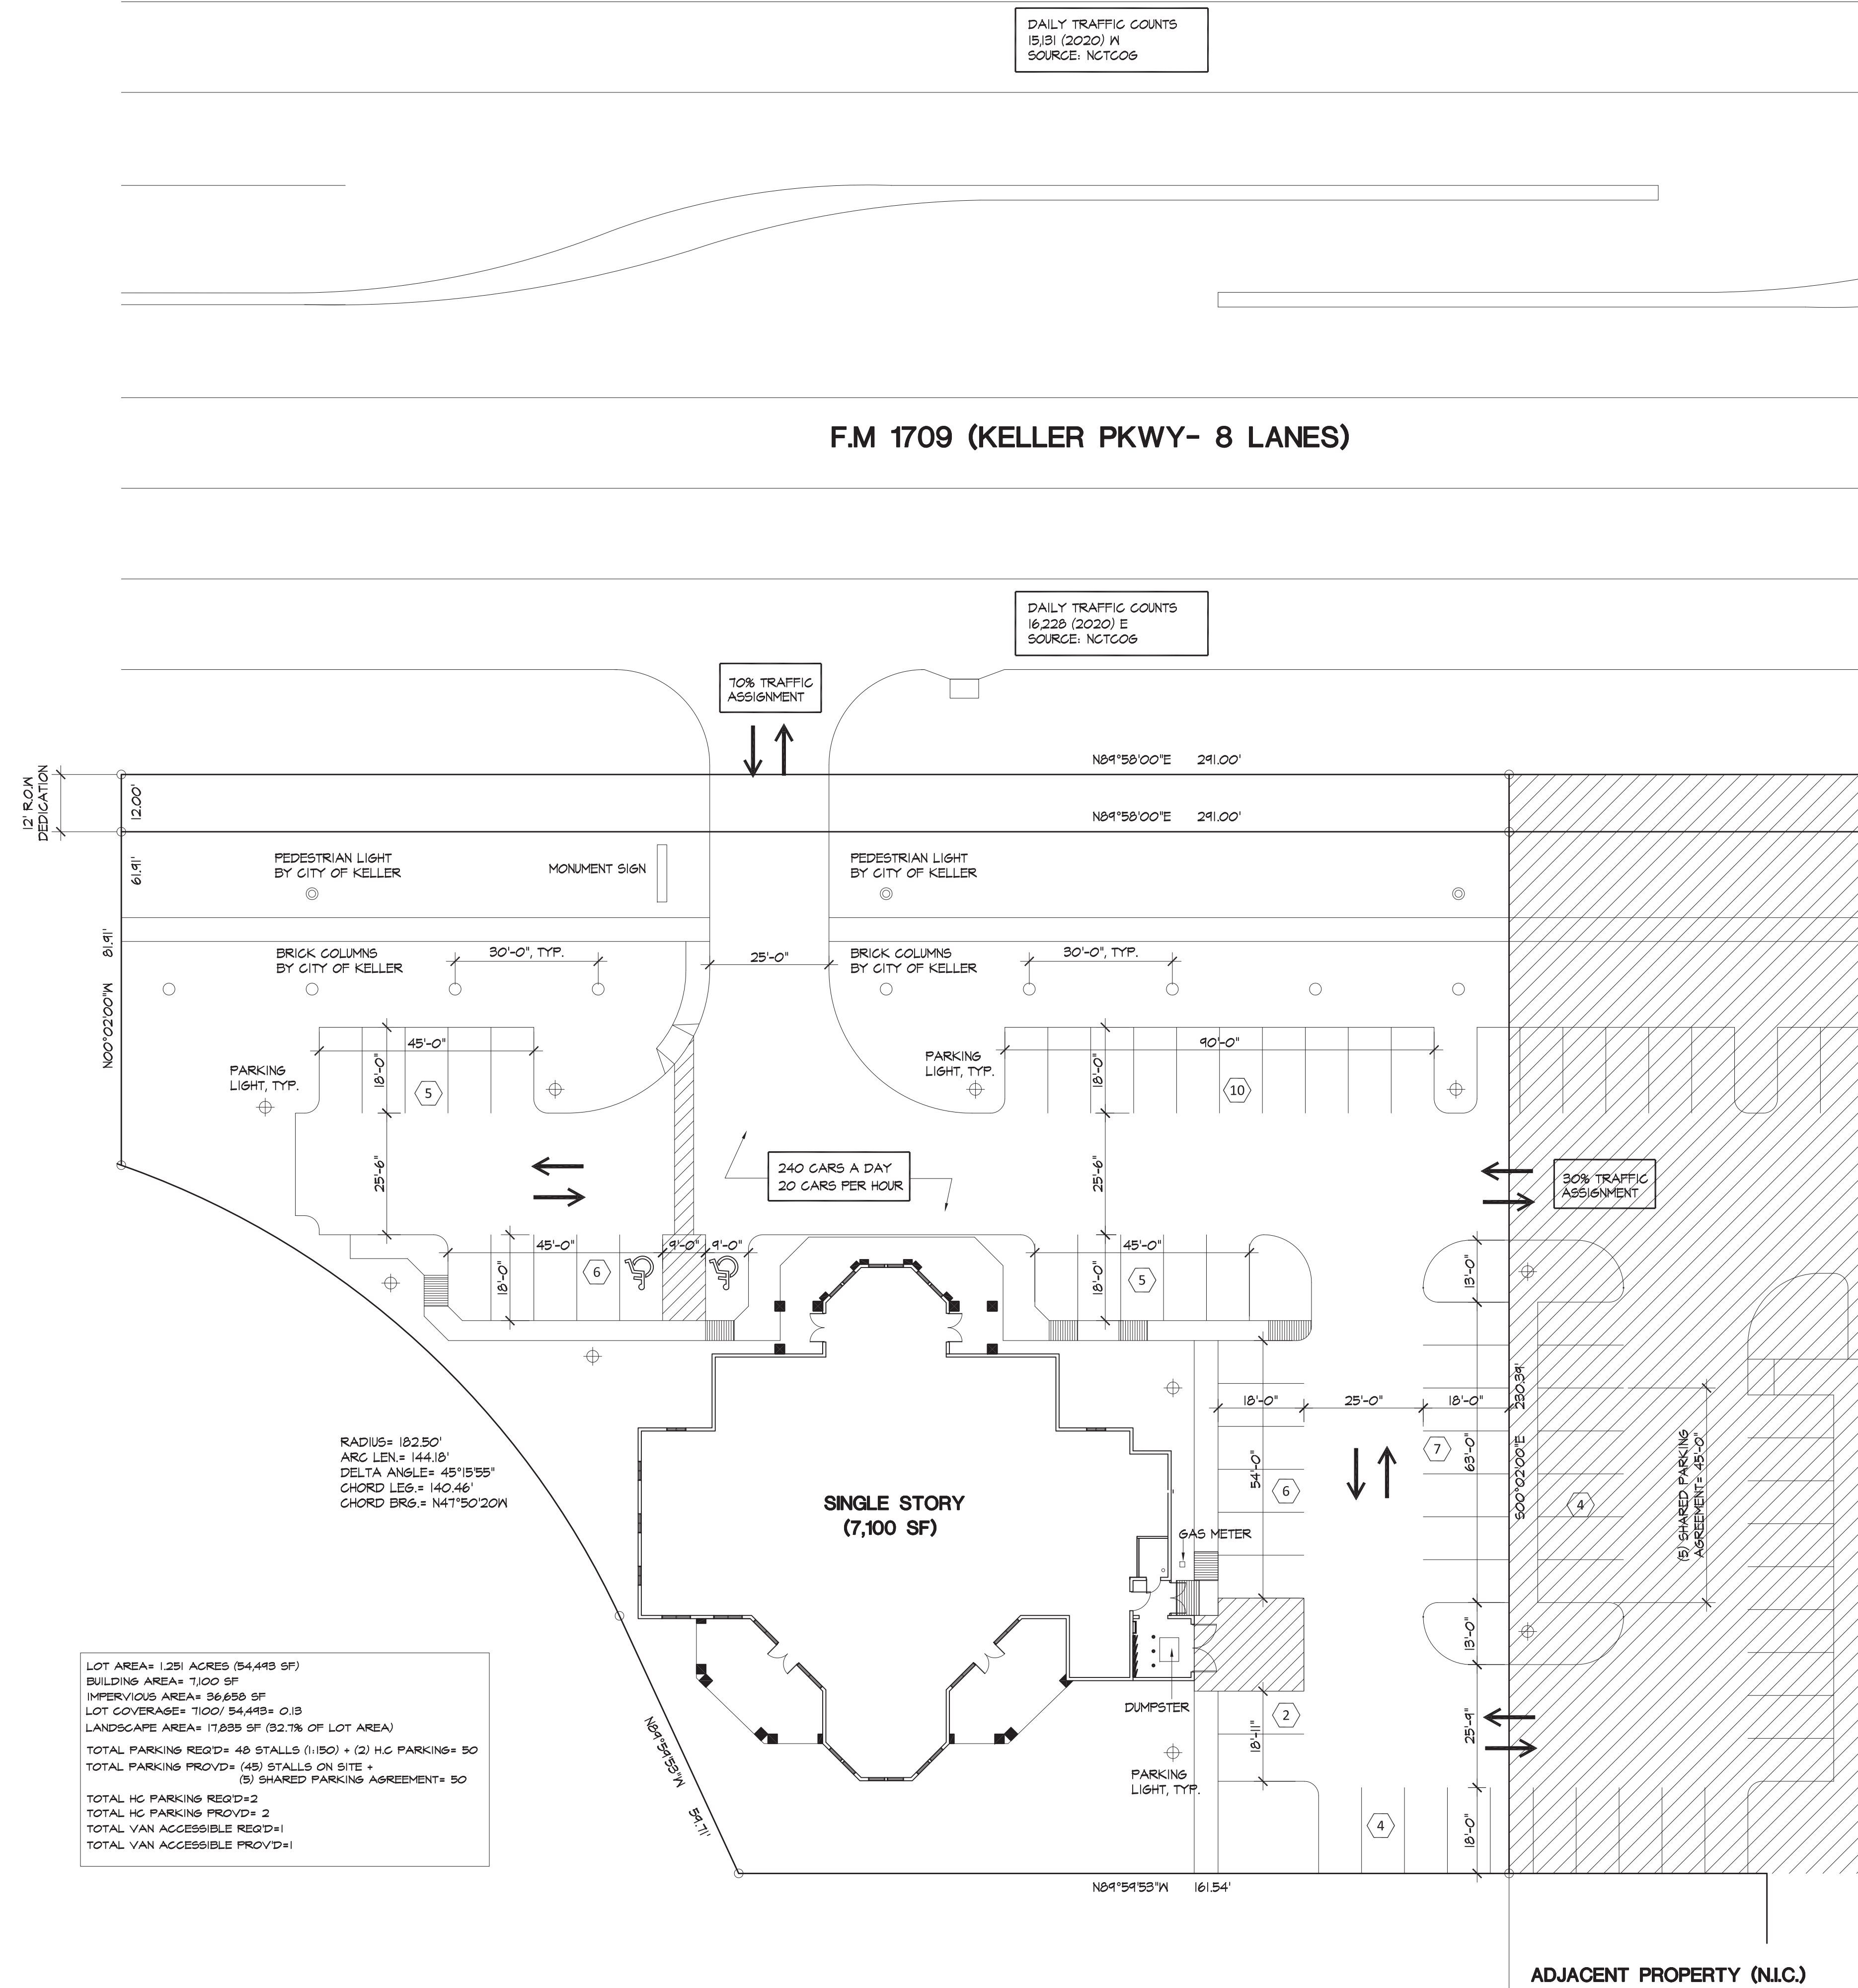 DAILY TRAFFIC COUNTS
15,131 (2020) W
SOURCE: NCTCOG
F.M 1709 (KELLER PKWY- 8 LANES)
DAILY TRAFFIC COUNTS
16,228 (2020) E
SOURCE: NCTCOG
70% TRAFFIC
ASSIGNMENT
N89°58'00"E 291.00'
12' R.O.W
DEDICATION
12.00'
N89°58'00"E 291.00'
61.91'
PEDESTRIAN LIGHT
BY CITY OF KELLER
MONUMENT SIGN
PEDESTRIAN LIGHT
BY CITY OF KELLER
N00°02'00"W 81.91'
BRICK COLUMNS
BY CITY OF KELLER
30'-0", TYP.
25'-0"
BRICK COLUMNS
BY CITY OF KELLER
30'-0", TYP.
45'-0"
90'-0"
PARKING
LIGHT, TYP.
18'-0"
5
PARKING
LIGHT, TYP.
18'-0"
10
25'-6"
240 CARS A DAY
20 CARS PER HOUR
25'-6"
30% TRAFFIC
ASSIGNMENT
45'-0"
9'-0"
9'-0"
45'-0"
18'-0"
6
18'-0"
5
13'-0"
18'-0"
25'-0"
18'-0"
S00°02'00"E 230.39'
RADIUS= 182.50'
ARC LEN.= 144.18'
DELTA ANGLE= 45°15'55"
CHORD LEG.= 140.46'
CHORD BRG.= N47°50'20W
54'-0"
7
63'-0"
(5) SHARED PARKING
AGREEMENT= 45'-0"
SINGLE STORY
(7,100 SF)
6
4
GAS METER
13'-0"
DUMPSTER
18'-11"
2
25'-9"
N89°59'53"W 59.71'
PARKING
LIGHT, TYP.
4
18'-0"
LOT AREA= 1.251 ACRES (54,493 SF)
BUILDING AREA= 7,100 SF
IMPERVIOUS AREA= 36,658 SF
LOT COVERAGE= 7100/ 54,493= 0.13
LANDSCAPE AREA= 17,835 SF (32.7% OF LOT AREA)
TOTAL PARKING REQ'D= 48 STALLS (1:150) + (2) H.C PARKING= 50
TOTAL PARKING PROVD= (45) STALLS ON SITE +
(5) SHARED PARKING AGREEMENT= 50
TOTAL HC PARKING REQ'D=2
TOTAL HC PARKING PROVD= 2
TOTAL VAN ACCESSIBLE REQ'D=1
TOTAL VAN ACCESSIBLE PROV'D=1
N89°59'53"W 161.54'
ADJACENT PROPERTY (N.I.C.)